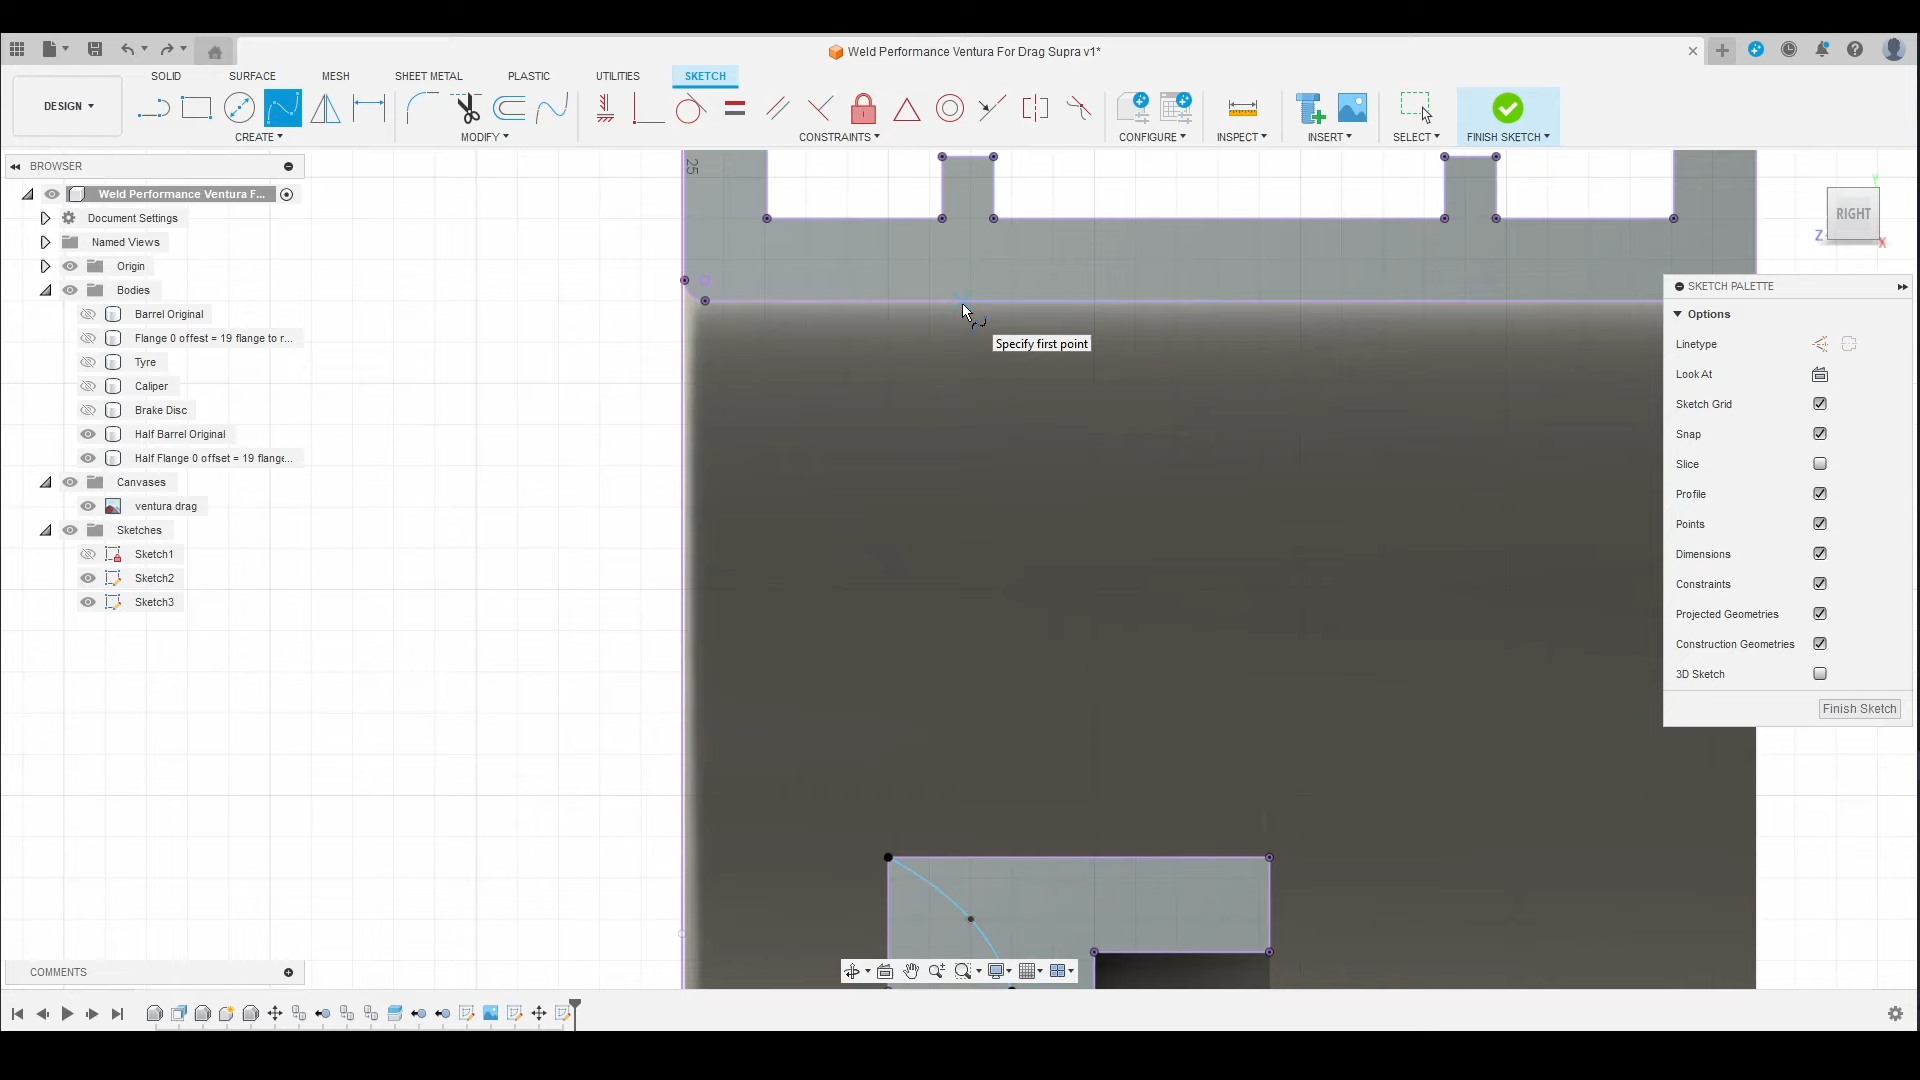 Weld Performance Ventura For Drag Supra v1*
SOLID SURFACE MESH SHEET METAL PLASTIC UTILITIES SKETCH
DESIGN
CREATE MODIFY CONSTRAINTS CONFIGURE INSPECT INSERT SELECT FINISH SKETCH
BROWSER
Weld Performance Ventura F...
Document Settings
Named Views
Origin
Bodies
Barrel Original
Flange 0 offest = 19 flange to r...
Tyre
Caliper
Brake Disc
Half Barrel Original
Half Flange 0 offset = 19 flange...
Canvases
ventura drag
Sketches
Sketch1
Sketch2
Sketch3
25
Specify first point
Y
RIGHT
Z
X
SKETCH PALETTE
Options
Linetype
Look At
Sketch Grid
Snap
Slice
Profile
Points
Dimensions
Constraints
Projected Geometries
Construction Geometries
3D Sketch
Finish Sketch
COMMENTS